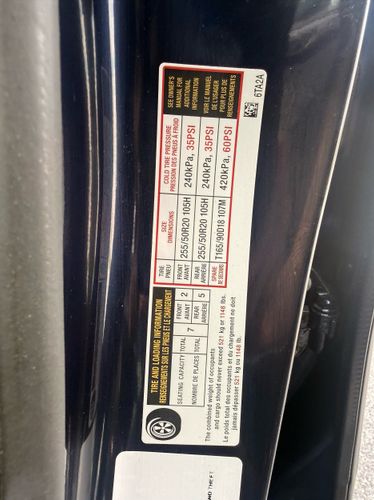 TIRE AND LOADING INFORMATION
RENSEIGNEMENTS SUR LES PNEUS ET LE CHARGEMENT
SEATING CAPACITY TOTAL 7 FRONT 2 REAR 5
NOMBRE DE PLACES TOTAL AVANT ARRIÈRE
The combined weight of occupants
and cargo should never exceed 521 kg or 1148 lbs.
Le poids total des occupants et du chargement ne doit
jamais dépasser 521 kg ou 1148 lb.
TIRE SIZE COLD TIRE PRESSURE
PNEU DIMENSIONS PRESSION DES PNEUS À FROID
FRONT 255/50R20 105H 240kPa, 35PSI
AVANT
REAR 255/50R20 105H 240kPa, 35PSI
ARRIÈRE
SPARE T165/90D18 107M 420kPa, 60PSI
DE SECOURS
SEE OWNER'S
MANUAL FOR
ADDITIONAL
INFORMATION
VOIR LE MANUEL
DE L'USAGER
POUR PLUS DE
RENSEIGNEMENTS
6TA2A
THEFT